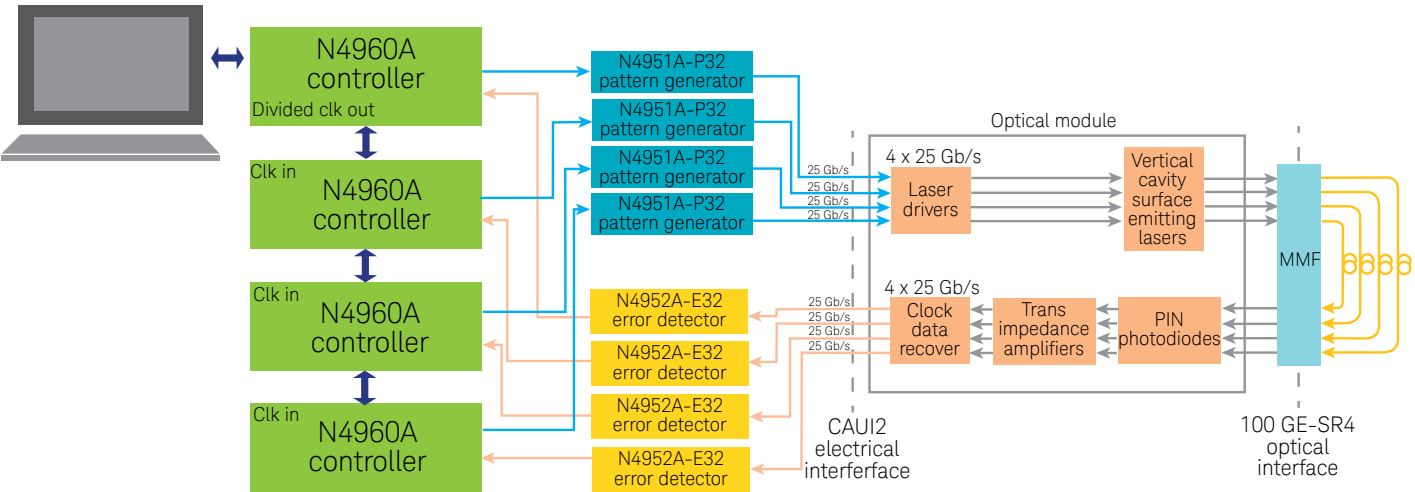 N4960A
controller
Divided clk out
Clk in
N4960A
controller
Clk in
N4960A
controller
Clk in
N4960A
controller
N4951A-P32
pattern generator
N4951A-P32
pattern generator
N4951A-P32
pattern generator
N4951A-P32
pattern generator
N4952A-E32
error detector
N4952A-E32
error detector
N4952A-E32
error detector
N4952A-E32
error detector
25 Gb/s
25 Gb/s
25 Gb/s
25 Gb/s
25 Gb/s
25 Gb/s
25 Gb/s
25 Gb/s
CAUI2
electrical
interferface
Optical module
4 x 25 Gb/s
Laser
drivers
Vertical
cavity
surface
emitting
lasers
4 x 25 Gb/s
Clock
data
recover
Trans
impedance
amplifiers
PIN
photodiodes
MMF
100 GE-SR4
optical
interface